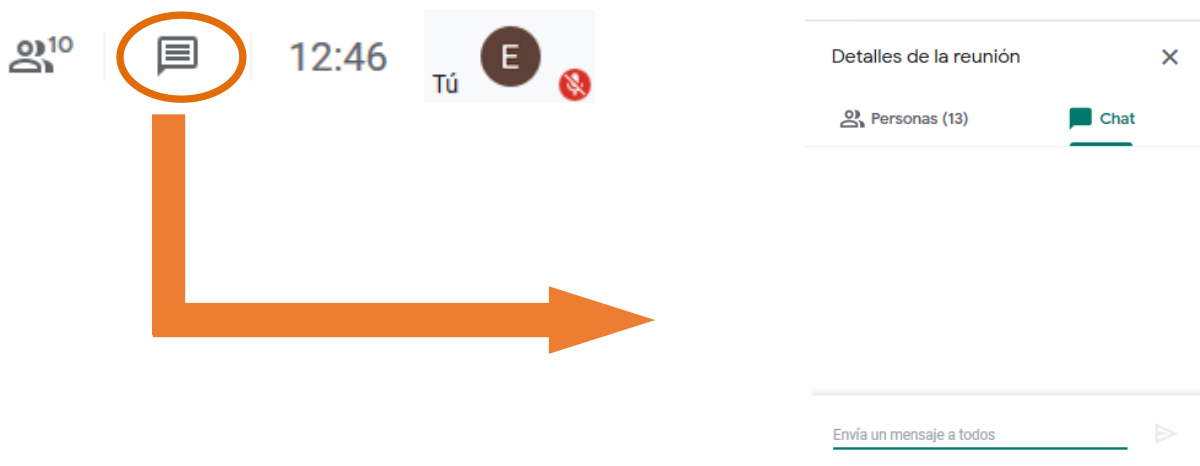 10
12:46
Tú
E
Detalles de la reunión
Personas (13)
Chat
Envía un mensaje a todos